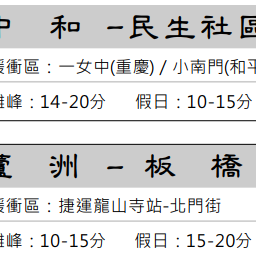 中 和 -民生社區
緩衝區：一女中(重慶) / 小南門(和平
離峰：14-20分 假日：10-15分
蘆 洲 - 板 橋
緩衝區：捷運龍山寺站-北門街
離峰：10-15分 假日：15-20分